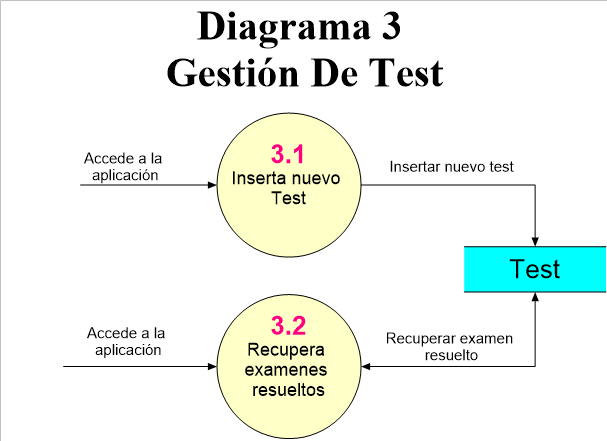 Diagrama 3
Gestión De Test
3.1
Inserta nuevo
Test
Accede a la
aplicación
Insertar nuevo test
Test
3.2
Recupera
examenes
resueltos
Accede a la
aplicación
Recuperar examen
resuelto